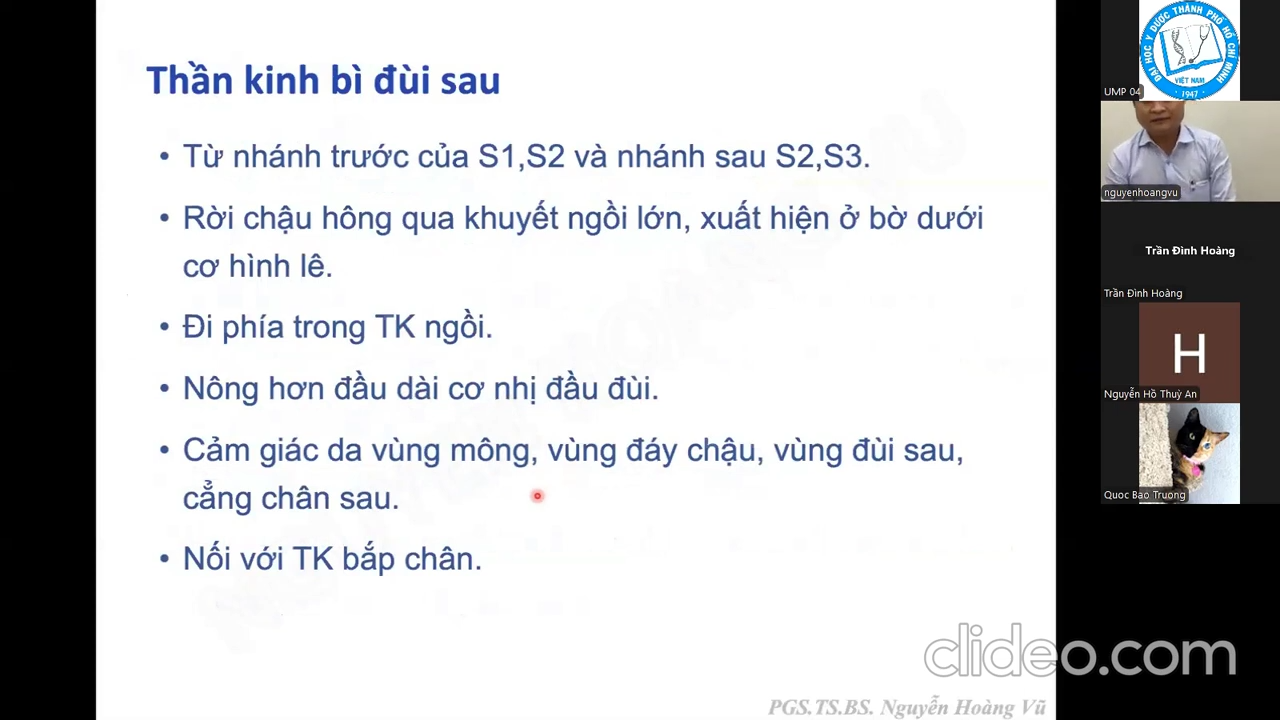 Thần kinh bì đùi sau
• Từ nhánh trước của S1,S2 và nhánh sau S2,S3.
• Rời chậu hông qua khuyết ngồi lớn, xuất hiện ở bờ dưới
cơ hình lê.
• Đi phía trong TK ngồi.
• Nông hơn đầu dài cơ nhị đầu đùi.
• Cảm giác da vùng mông, vùng đáy chậu, vùng đùi sau,
cẳng chân sau.
• Nối với TK bắp chân.
PGS.TS.BS. Nguyễn Hoàng Vũ
clideo.com
ĐẠI HỌC Y DƯỢC THÀNH PHỐ HỒ CHÍ MINH
VIỆT NAM
1947
UMP 04
nguyenhoangvu
Trần Đình Hoàng
Trần Đình Hoàng
H
Nguyễn Hồ Thuỳ An
Quoc Bao Truong